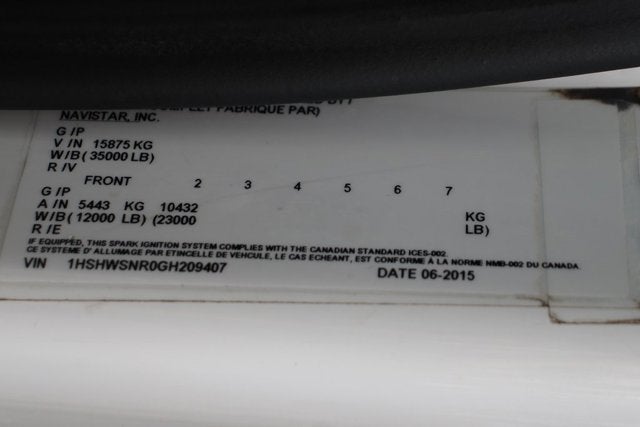 COMPLET FABRIQUE PAR)
NAVISTAR, INC.
G /P
V /N 15875 KG
W/B( 35000 LB)
R /V
FRONT 2 3 4 5 6 7
G /P
A /N 5443 KG 10432 KG
W/B( 12000 LB) (23000 LB)
R /E
IF EQUIPPED, THIS SPARK IGNITION SYSTEM COMPLIES WITH THE CANADIAN STANDARD ICES-002.
CE SYSTEME D' ALLUMAGE PAR ETINCELLE DE VEHICULE, LE CAS ECHEANT, EST CONFORME À LA NORME NMB-002 DU CANADA.
VIN 1HSHWSNR0GH209407 DATE 06-2015